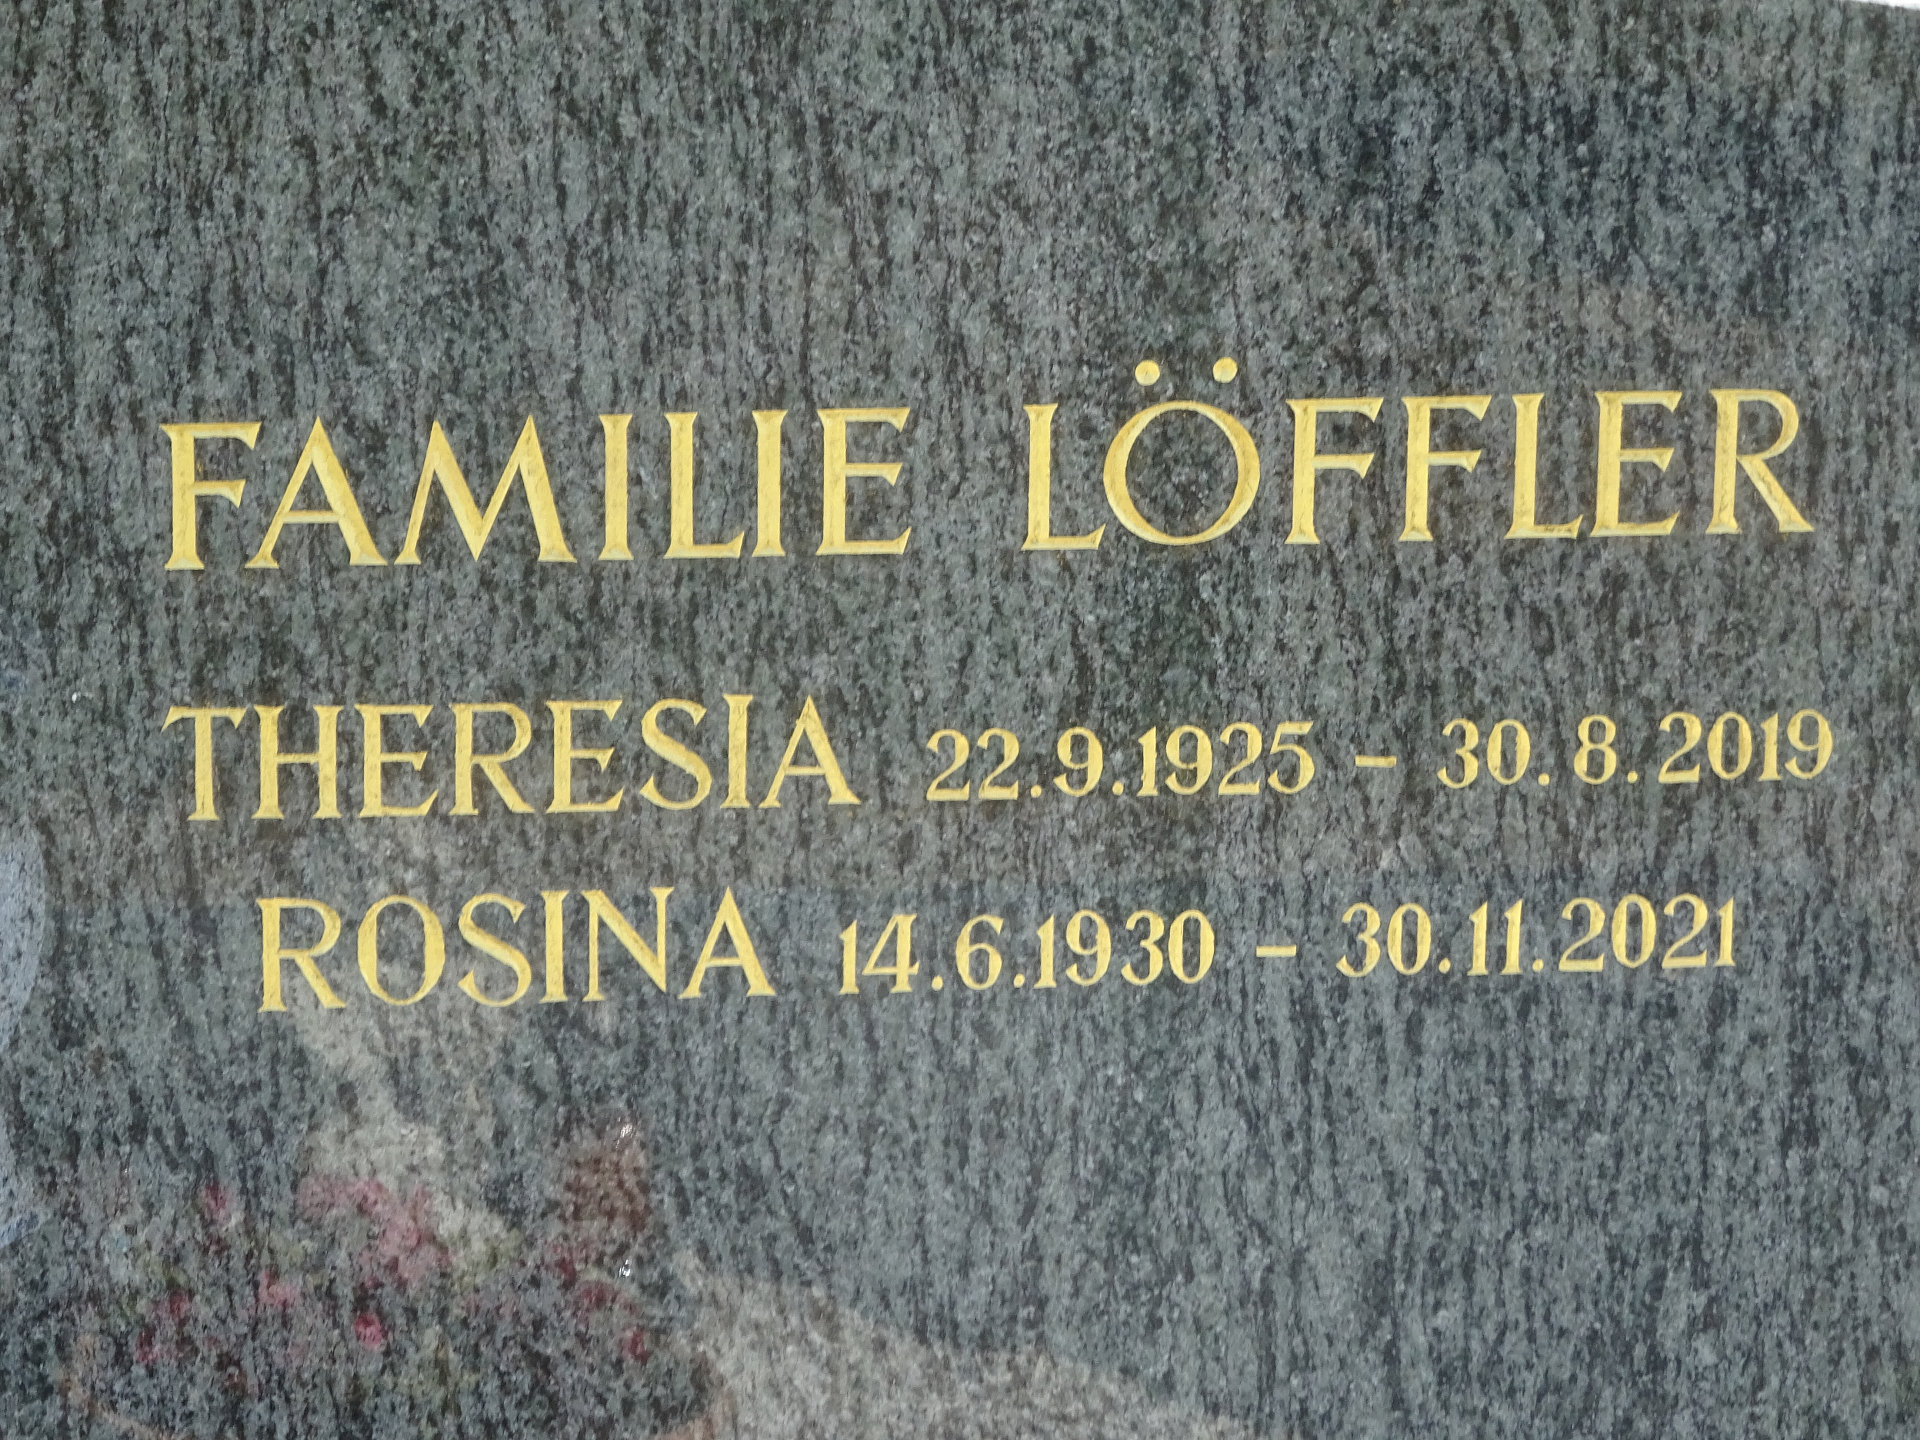 FAMILIE LÖFFLER
THERESIA 22.9.1925 – 30.8.2019
ROSINA 14.6.1930 – 30.11.2021